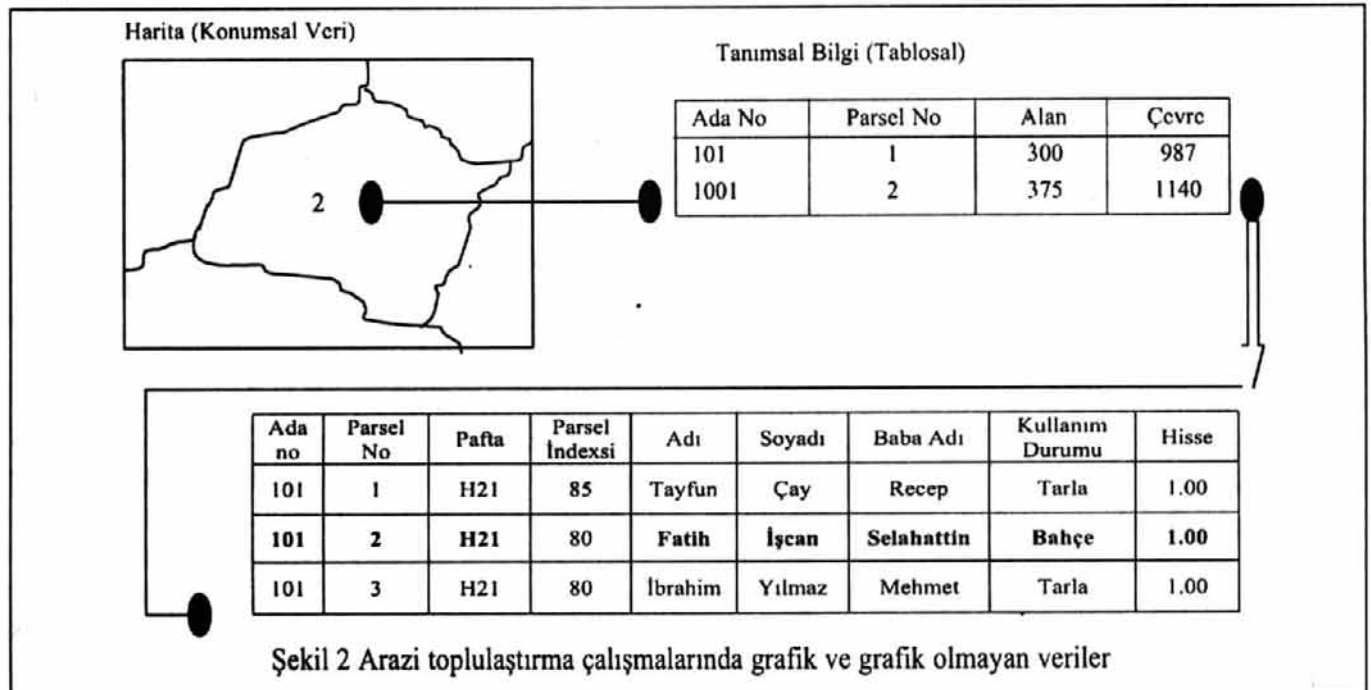 Harita (Konumsal Veri)
Tanımsal Bilgi (Tablosal)
2
Ada No Parsel No Alan Çevre
101 1 300 987
1001 2 375 1140
Ada no Parsel No Pafta Parsel İndexsi Adı Soyadı Baba Adı Kullanım Durumu Hisse
101 1 H21 85 Tayfun Çay Recep Tarla 1.00
101 2 H21 80 Fatih İşcan Selahattin Bahçe 1.00
101 3 H21 80 İbrahim Yılmaz Mehmet Tarla 1.00
Şekil 2 Arazi toplulaştırma çalışmalarında grafik ve grafik olmayan veriler